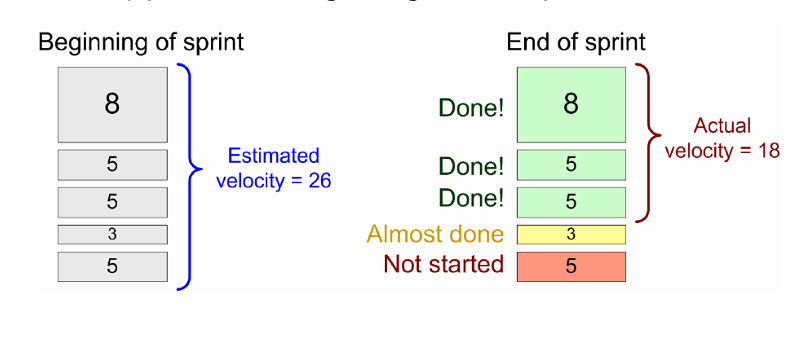 Beginning of sprint
8
5
5
3
5
Estimated
velocity = 26
End of sprint
Done!
8
Done!
5
Done!
5
Almost done
3
Not started
5
Actual
velocity = 18